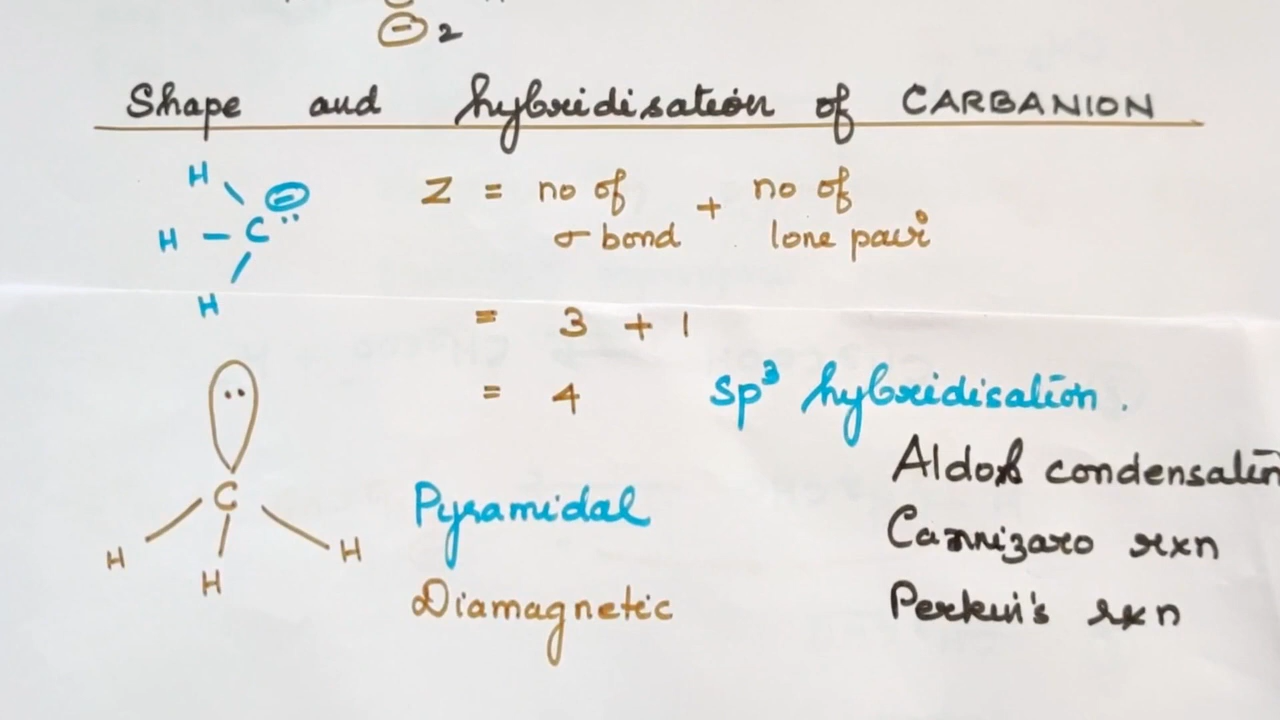 ⊖ 2
Shape and hybridisation of CARBANION
H
H – C ⊖ ··
H
Z = no of σ bond + no of lone pair
= 3 + 1
= 4 sp³ hybridisation.
··
C
H H H
Pyramidal
Diamagnetic
Aldol condensation
Cannizaro rxn
Perkin's rxn